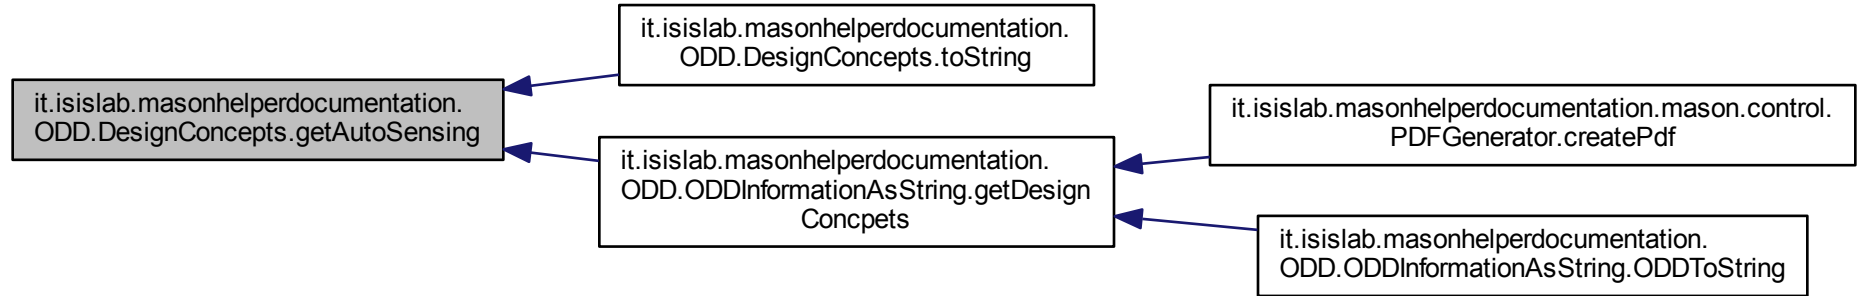 it.isislab.masonhelperdocumentation.
ODD.DesignConcepts.getAutoSensing
it.isislab.masonhelperdocumentation.
ODD.DesignConcepts.toString
it.isislab.masonhelperdocumentation.
ODD.ODDInformationAsString.getDesign
Concpets
it.isislab.masonhelperdocumentation.mason.control.
PDFGenerator.createPdf
it.isislab.masonhelperdocumentation.
ODD.ODDInformationAsString.ODDToString